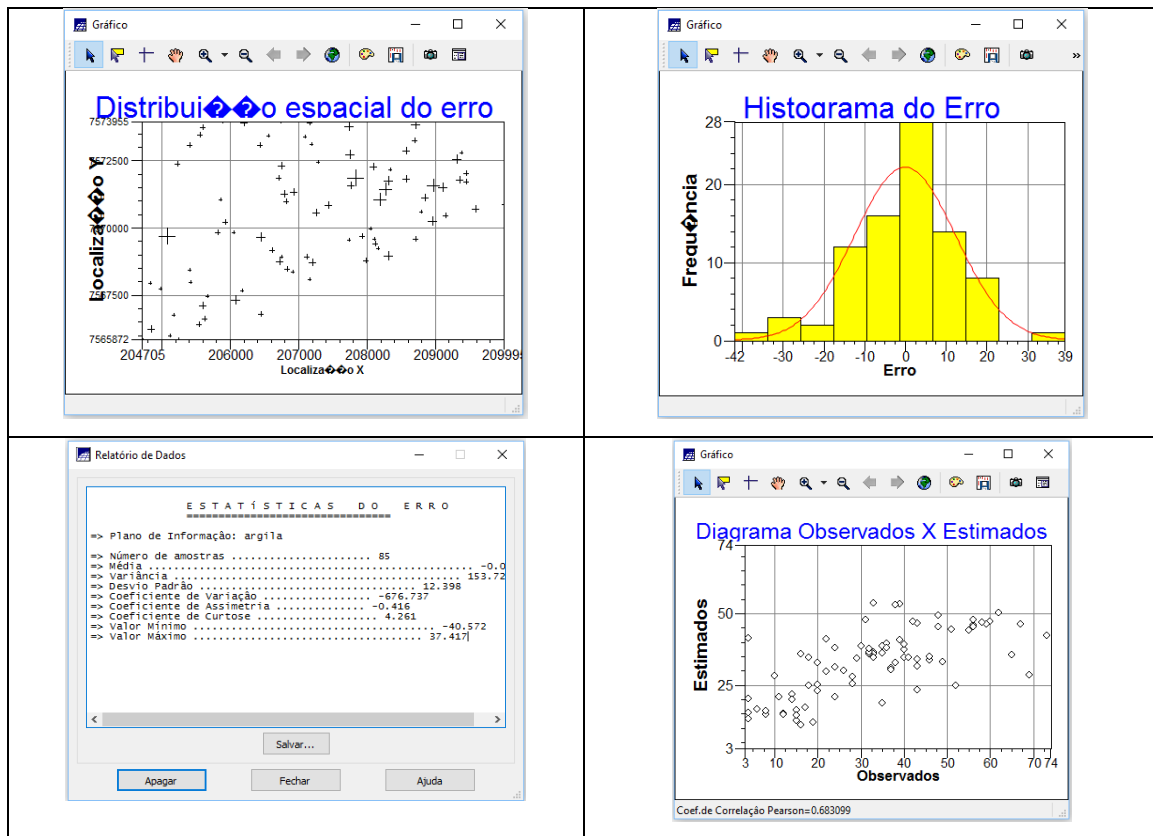 Gráfico
Distribui��o espacial do erro
Localiza��o Y
7573955
7572500
7570000
7567500
7565872
204705
206000
207000
208000
209000
209995
Localiza��o X
Gráfico
Histograma do Erro
Frequ�ncia
28
20
10
0
-42
-30
-20
-10
0
10
20
30
39
Erro
Relatório de Dados
E S T A T í S T I C A S D O E R R O
==============================
=> Plano de Informação: argila
=> Número de amostras ...................... 85
=> Média ................................................. -0.0
=> Variância ............................................. 153.72
=> Desvio Padrão .................................. 12.398
=> Coeficiente de Variação ............... -676.737
=> Coeficiente de Assimetria .............. -0.416
=> Coeficiente de Curtose .................. 4.261
=> Valor Mínimo ...................................... -40.572
=> Valor Máximo .................................... 37.417
Salvar...
Apagar
Fechar
Ajuda
Gráfico
Diagrama Observados X Estimados
Estimados
74
50
25
3
3
10
20
30
40
50
60
70
74
Observados
Coef.de Correlação Pearson=0.683099